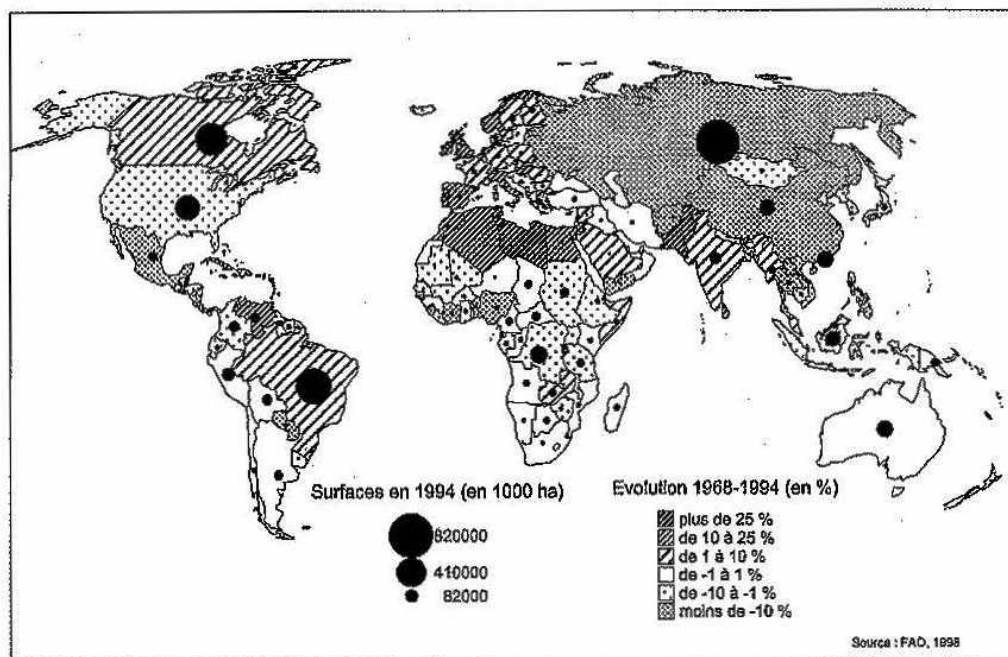 Surfaces en 1994 (en 1000 ha)
820000
410000
82000
Evolution 1968-1994 (en %)
plus de 25 %
de 10 à 25 %
de 1 à 10 %
de -1 à 1 %
de -10 à -1 %
moins de -10 %
Source : FAO, 1998